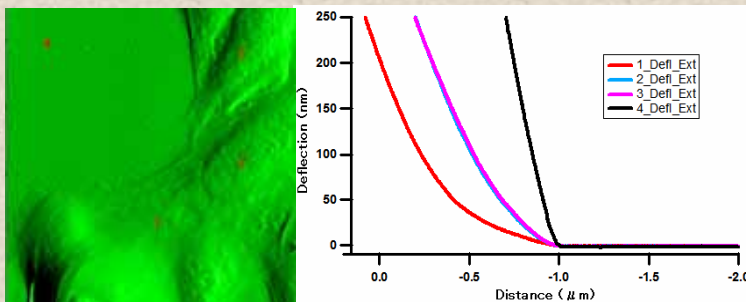 250
200
150
100
50
0
Deflection (nm)
1_Defl_Ext
2_Defl_Ext
3_Defl_Ext
4_Defl_Ext
0.0 -0.5 -1.0 -1.5 -2.0
Distance (μm)